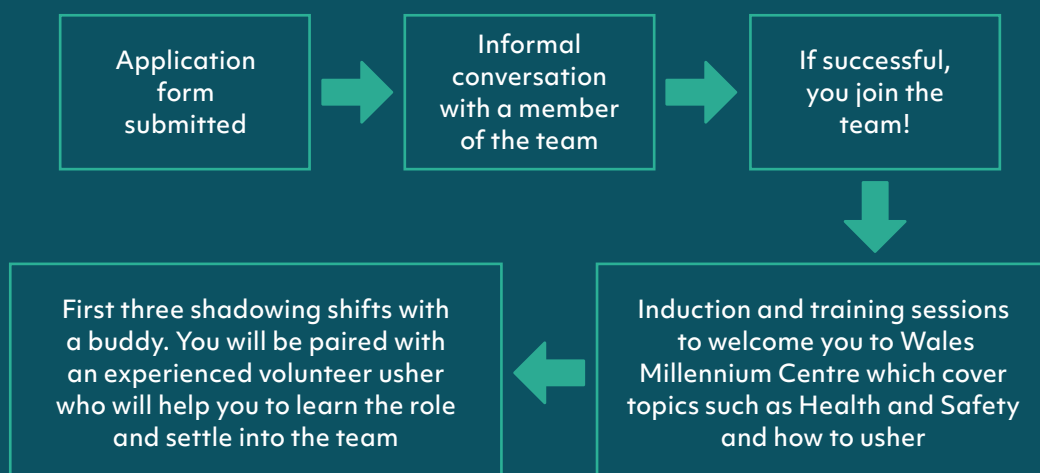 Application
form
submitted
Informal
conversation
with a member
of the team
If successful,
you join the
team!
Induction and training sessions
to welcome you to Wales
Millennium Centre which cover
topics such as Health and Safety
and how to usher
First three shadowing shifts with
a buddy. You will be paired with
an experienced volunteer usher
who will help you to learn the role
and settle into the team